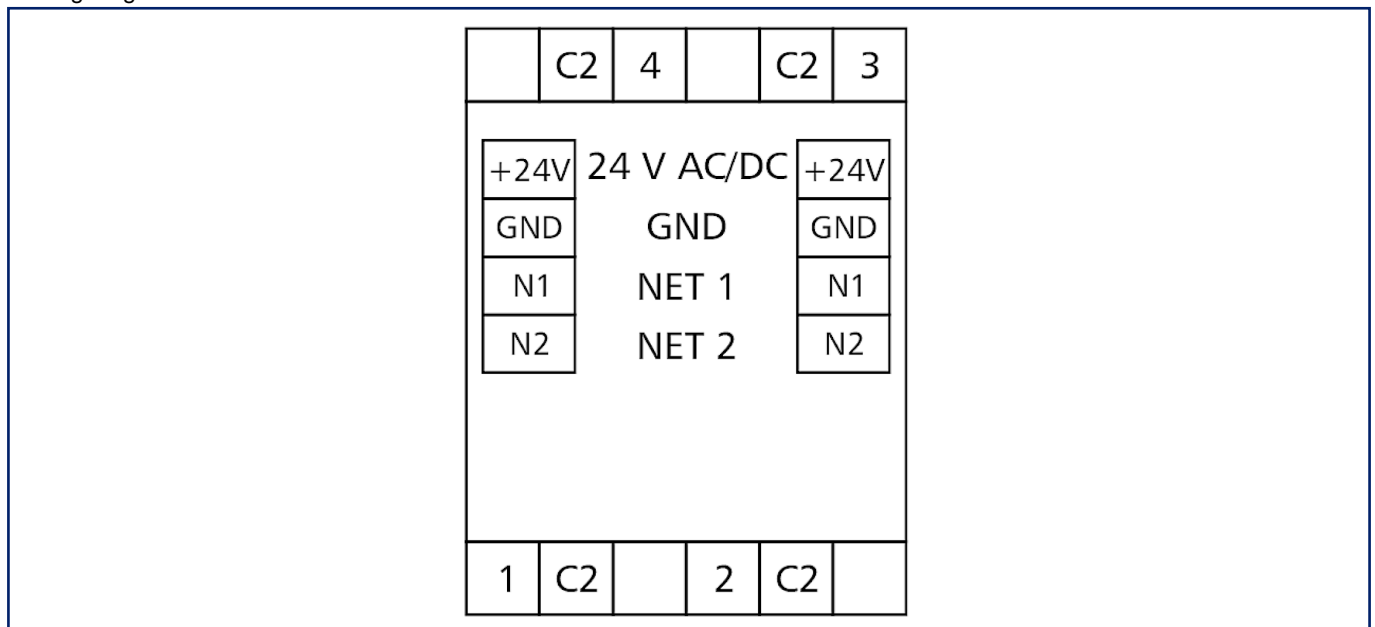 C2 4 C2 3
+24V 24 V AC/DC +24V
GND GND GND
N1 NET 1 N1
N2 NET 2 N2
1 C2 2 C2